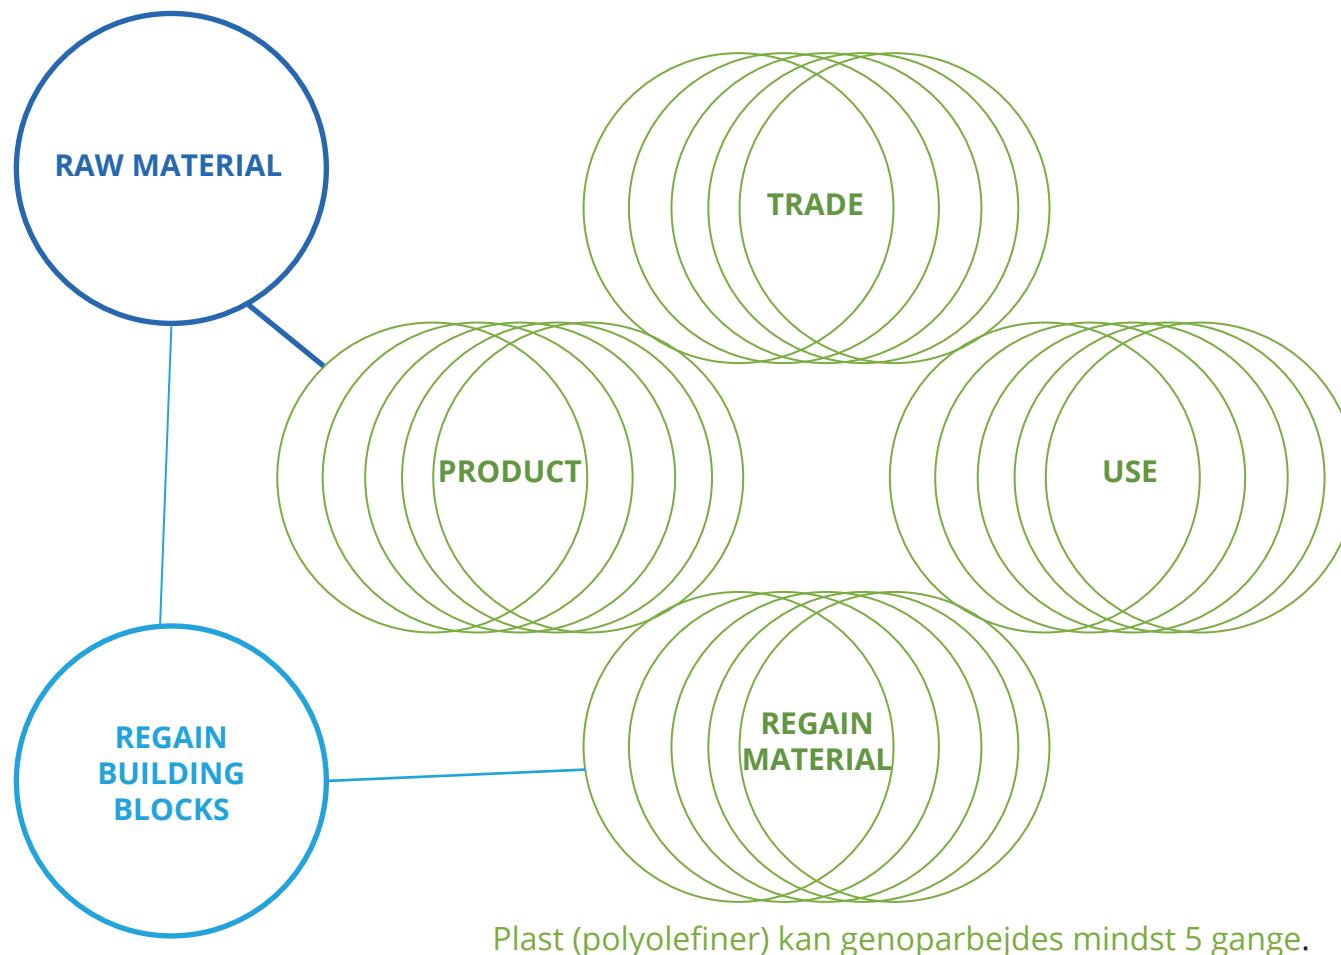 RAW MATERIAL
TRADE
PRODUCT
USE
REGAIN
MATERIAL
REGAIN
BUILDING
BLOCKS
Plast (polyolefiner) kan genoparbejdes mindst 5 gange.